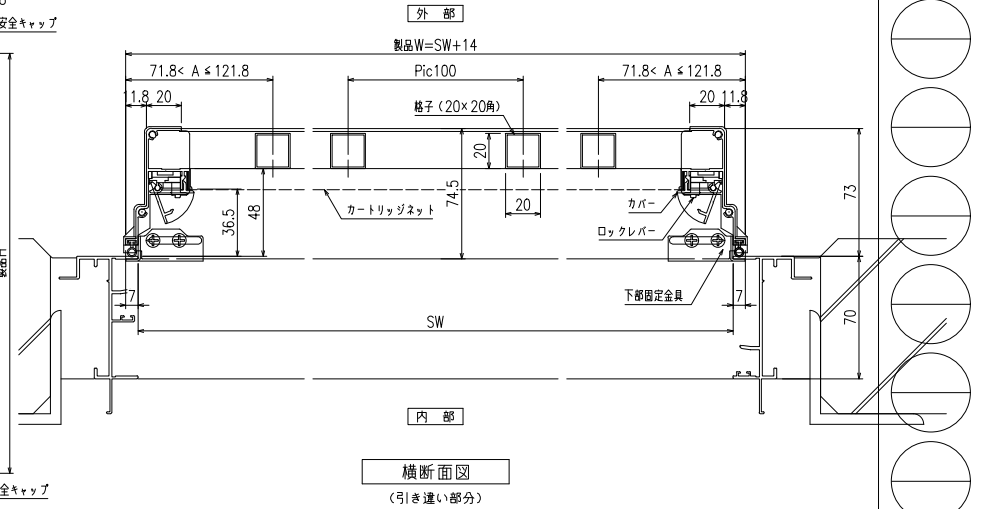 安全キャップ
外 部
製品W=SW+14
71.8< A ≤121.8
Pic100
71.8< A ≤121.8
11.8
20
格子(20×20角)
20
11.8
20
74.5
73
20
カートリッジネット
カバー
ロックレバー
36.5
48
製品H
下部固定金具
7
7
SW
70
内 部
横断面図
(引き違い部分)
全キャップ